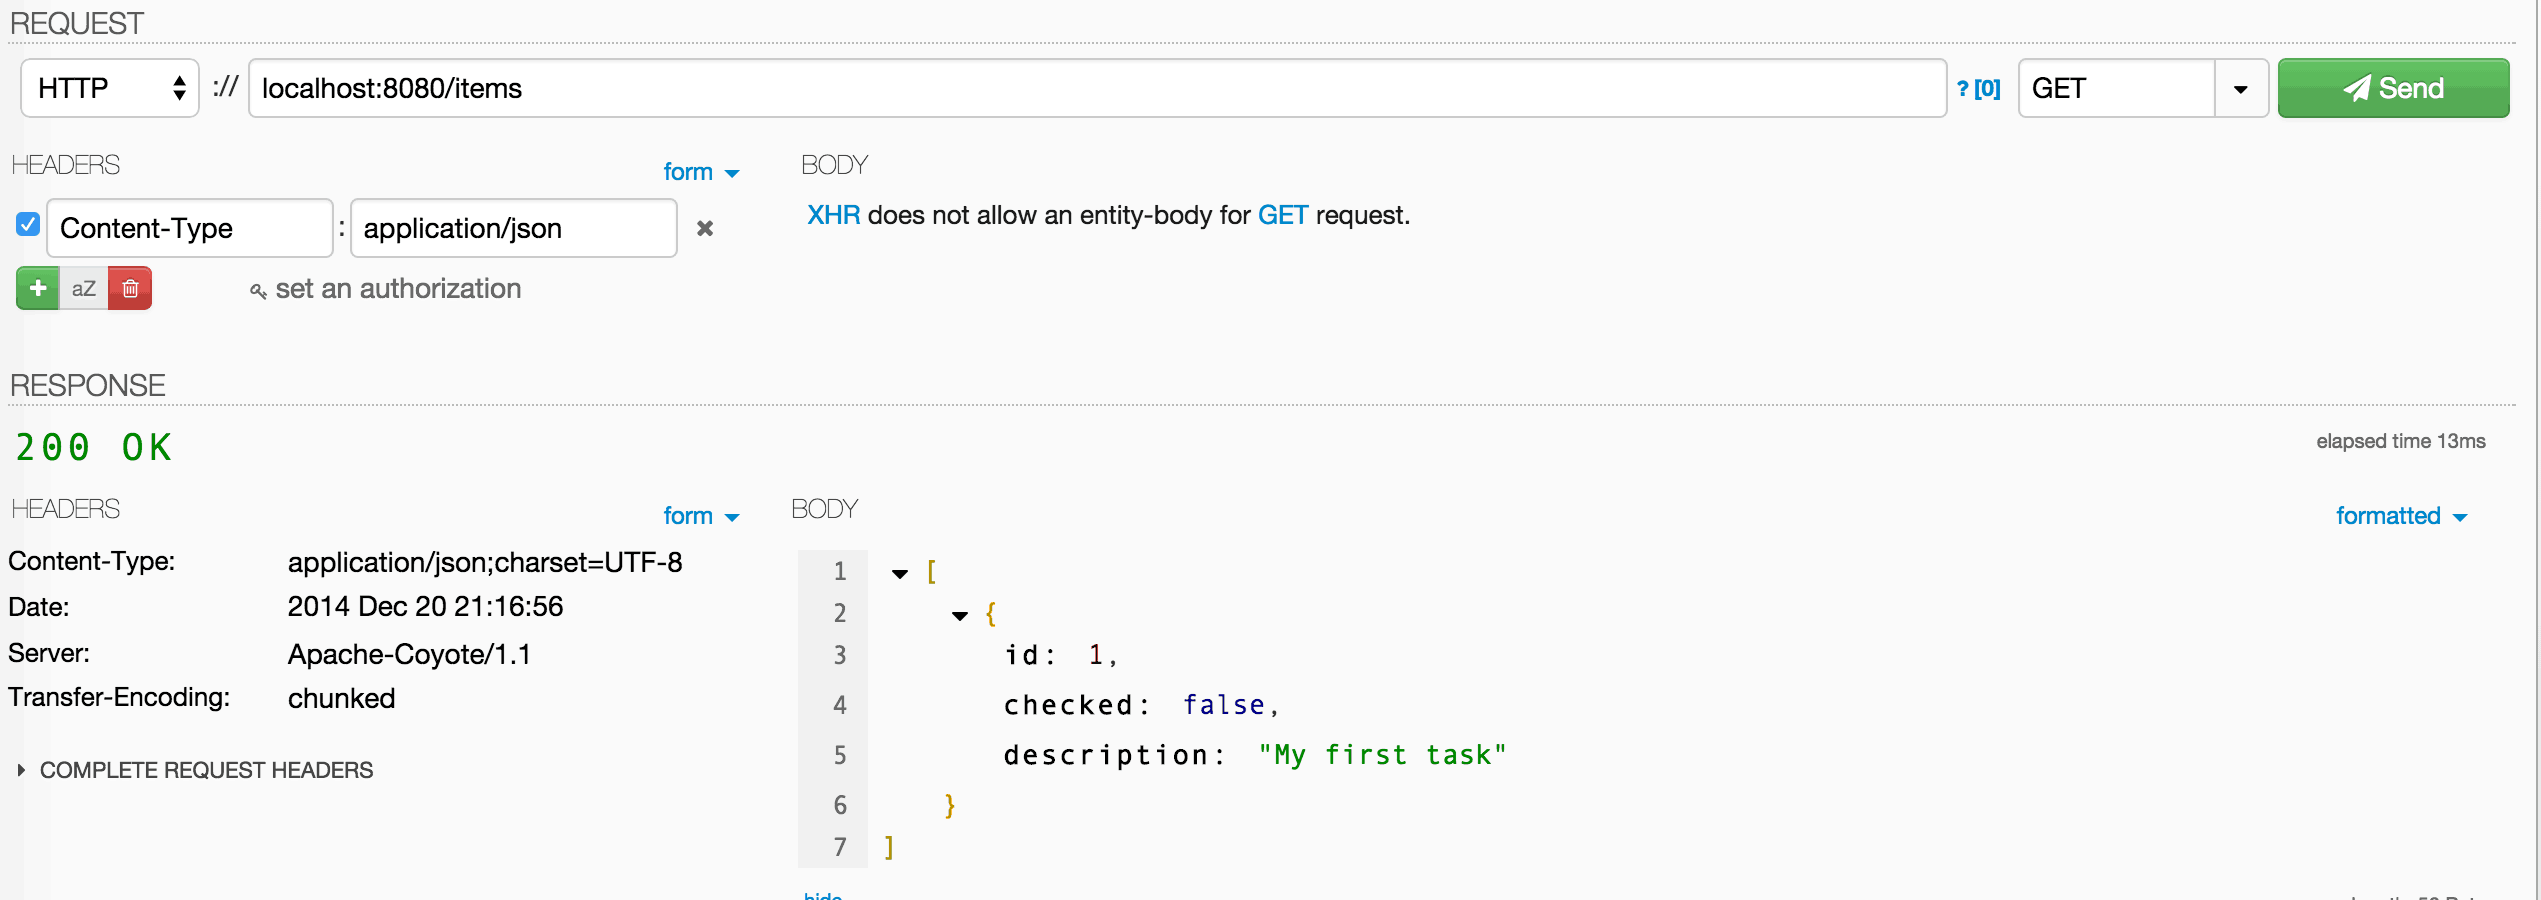 REQUEST
HTTP :// localhost:8080/items ? [0] GET Send
HEADERS form BODY
Content-Type : application/json XHR does not allow an entity-body for GET request.
aZ set an authorization
RESPONSE
200 OK elapsed time 13ms
HEADERS form BODY formatted
Content-Type: application/json;charset=UTF-8
Date: 2014 Dec 20 21:16:56
Server: Apache-Coyote/1.1
Transfer-Encoding: chunked
COMPLETE REQUEST HEADERS
1 [
2 {
3 id: 1,
4 checked: false,
5 description: "My first task"
6 }
7 ]
hide